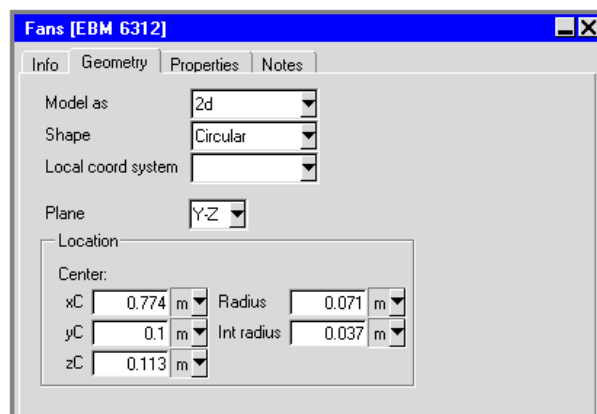 Fans [EBM 6312]
Info Geometry Properties Notes
Model as 2d
Shape Circular
Local coord system
Plane Y-Z
Location
Center:
xC 0.774 m Radius 0.071 m
yC 0.1 m Int radius 0.037 m
zC 0.113 m